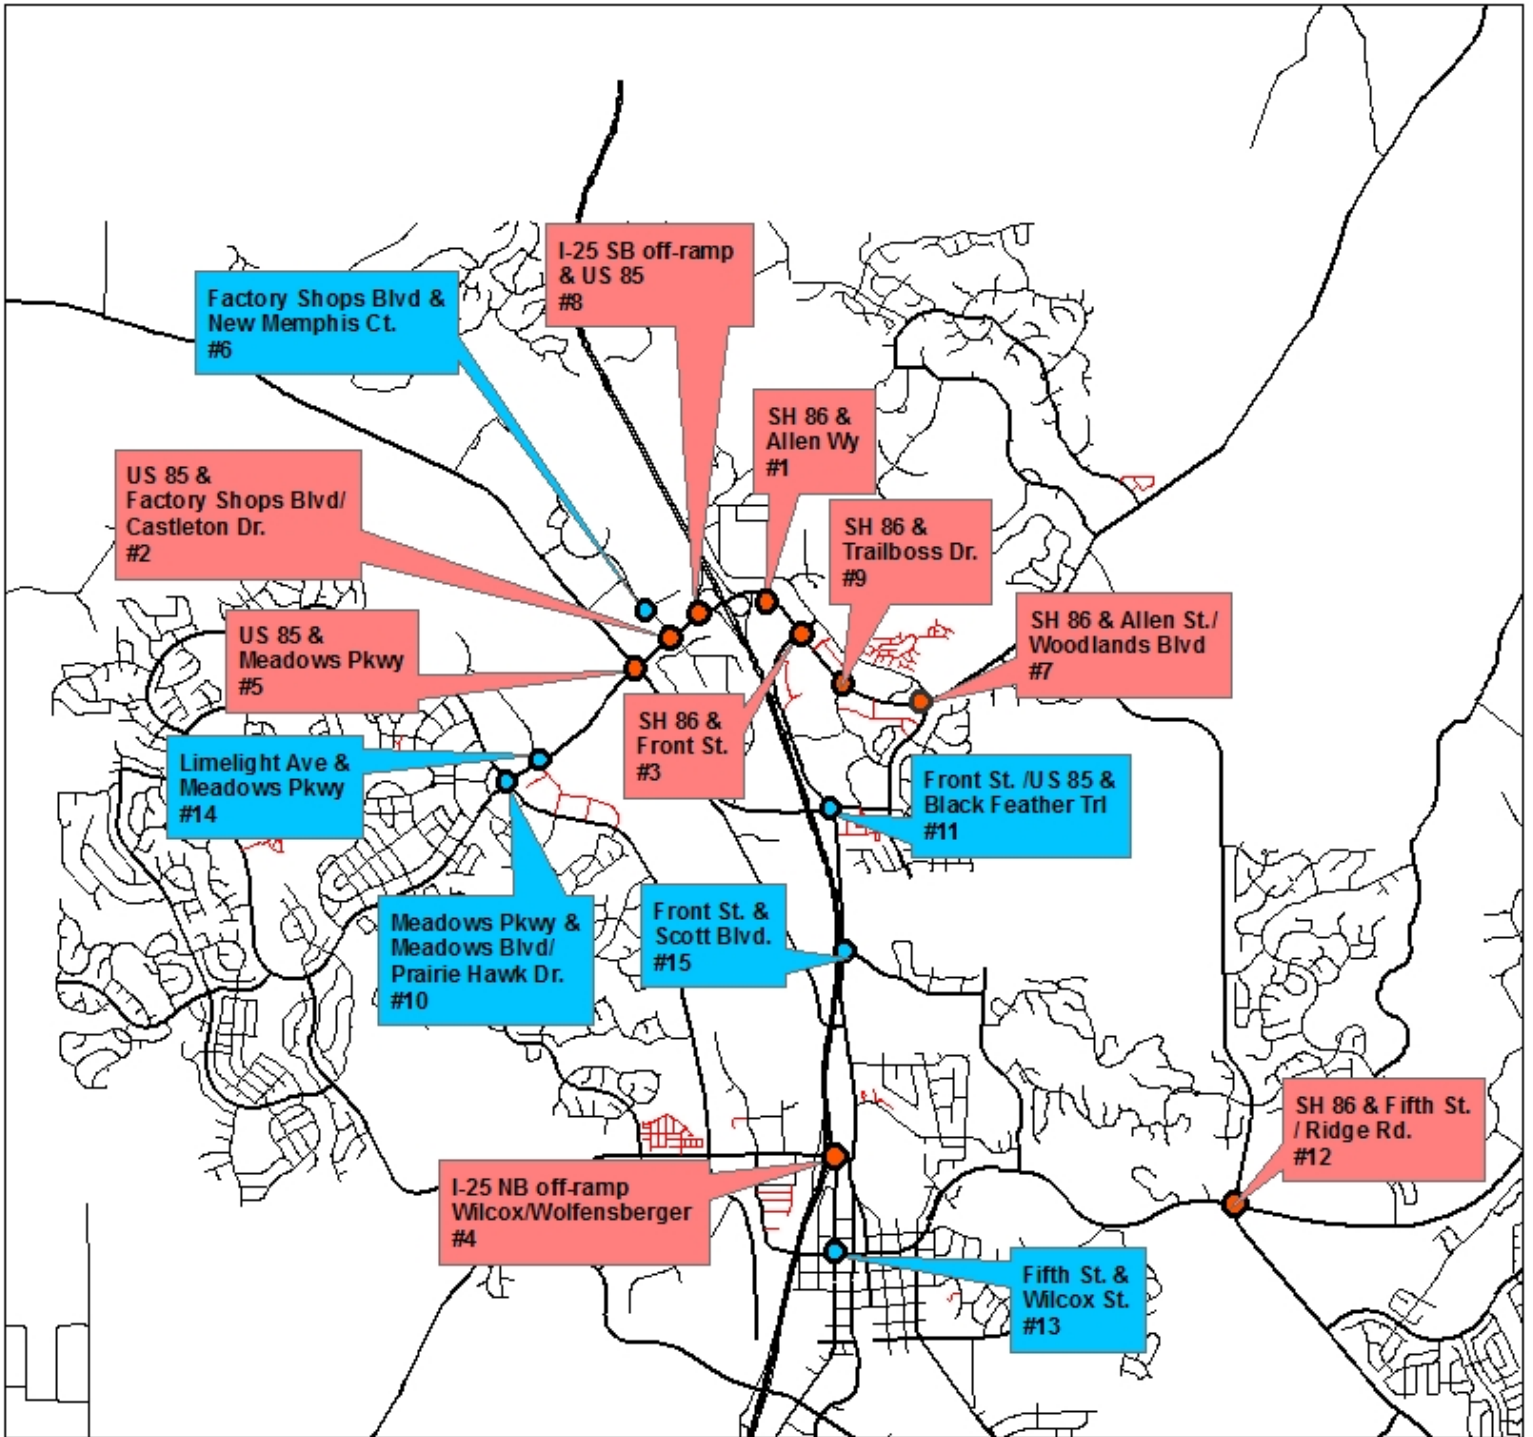 I-25 SB off-ramp
& US 85
#8
Factory Shops Blvd &
New Memphis Ct.
#6
SH 86 &
Allen Wy
#1
US 85 &
Factory Shops Blvd/
Castleton Dr.
#2
SH 86 &
Trailboss Dr.
#9
SH 86 & Allen St./
Woodlands Blvd
#7
US 85 &
Meadows Pkwy
#5
SH 86 &
Front St.
#3
Limelight Ave &
Meadows Pkwy
#14
Front St. /US 85 &
Black Feather Trl
#11
Meadows Pkwy &
Meadows Blvd/
Prairie Hawk Dr.
#10
Front St. &
Scott Blvd.
#15
SH 86 & Fifth St.
/ Ridge Rd.
#12
I-25 NB off-ramp
Wilcox/Wolfensberger
#4
Fifth St. &
Wilcox St.
#13